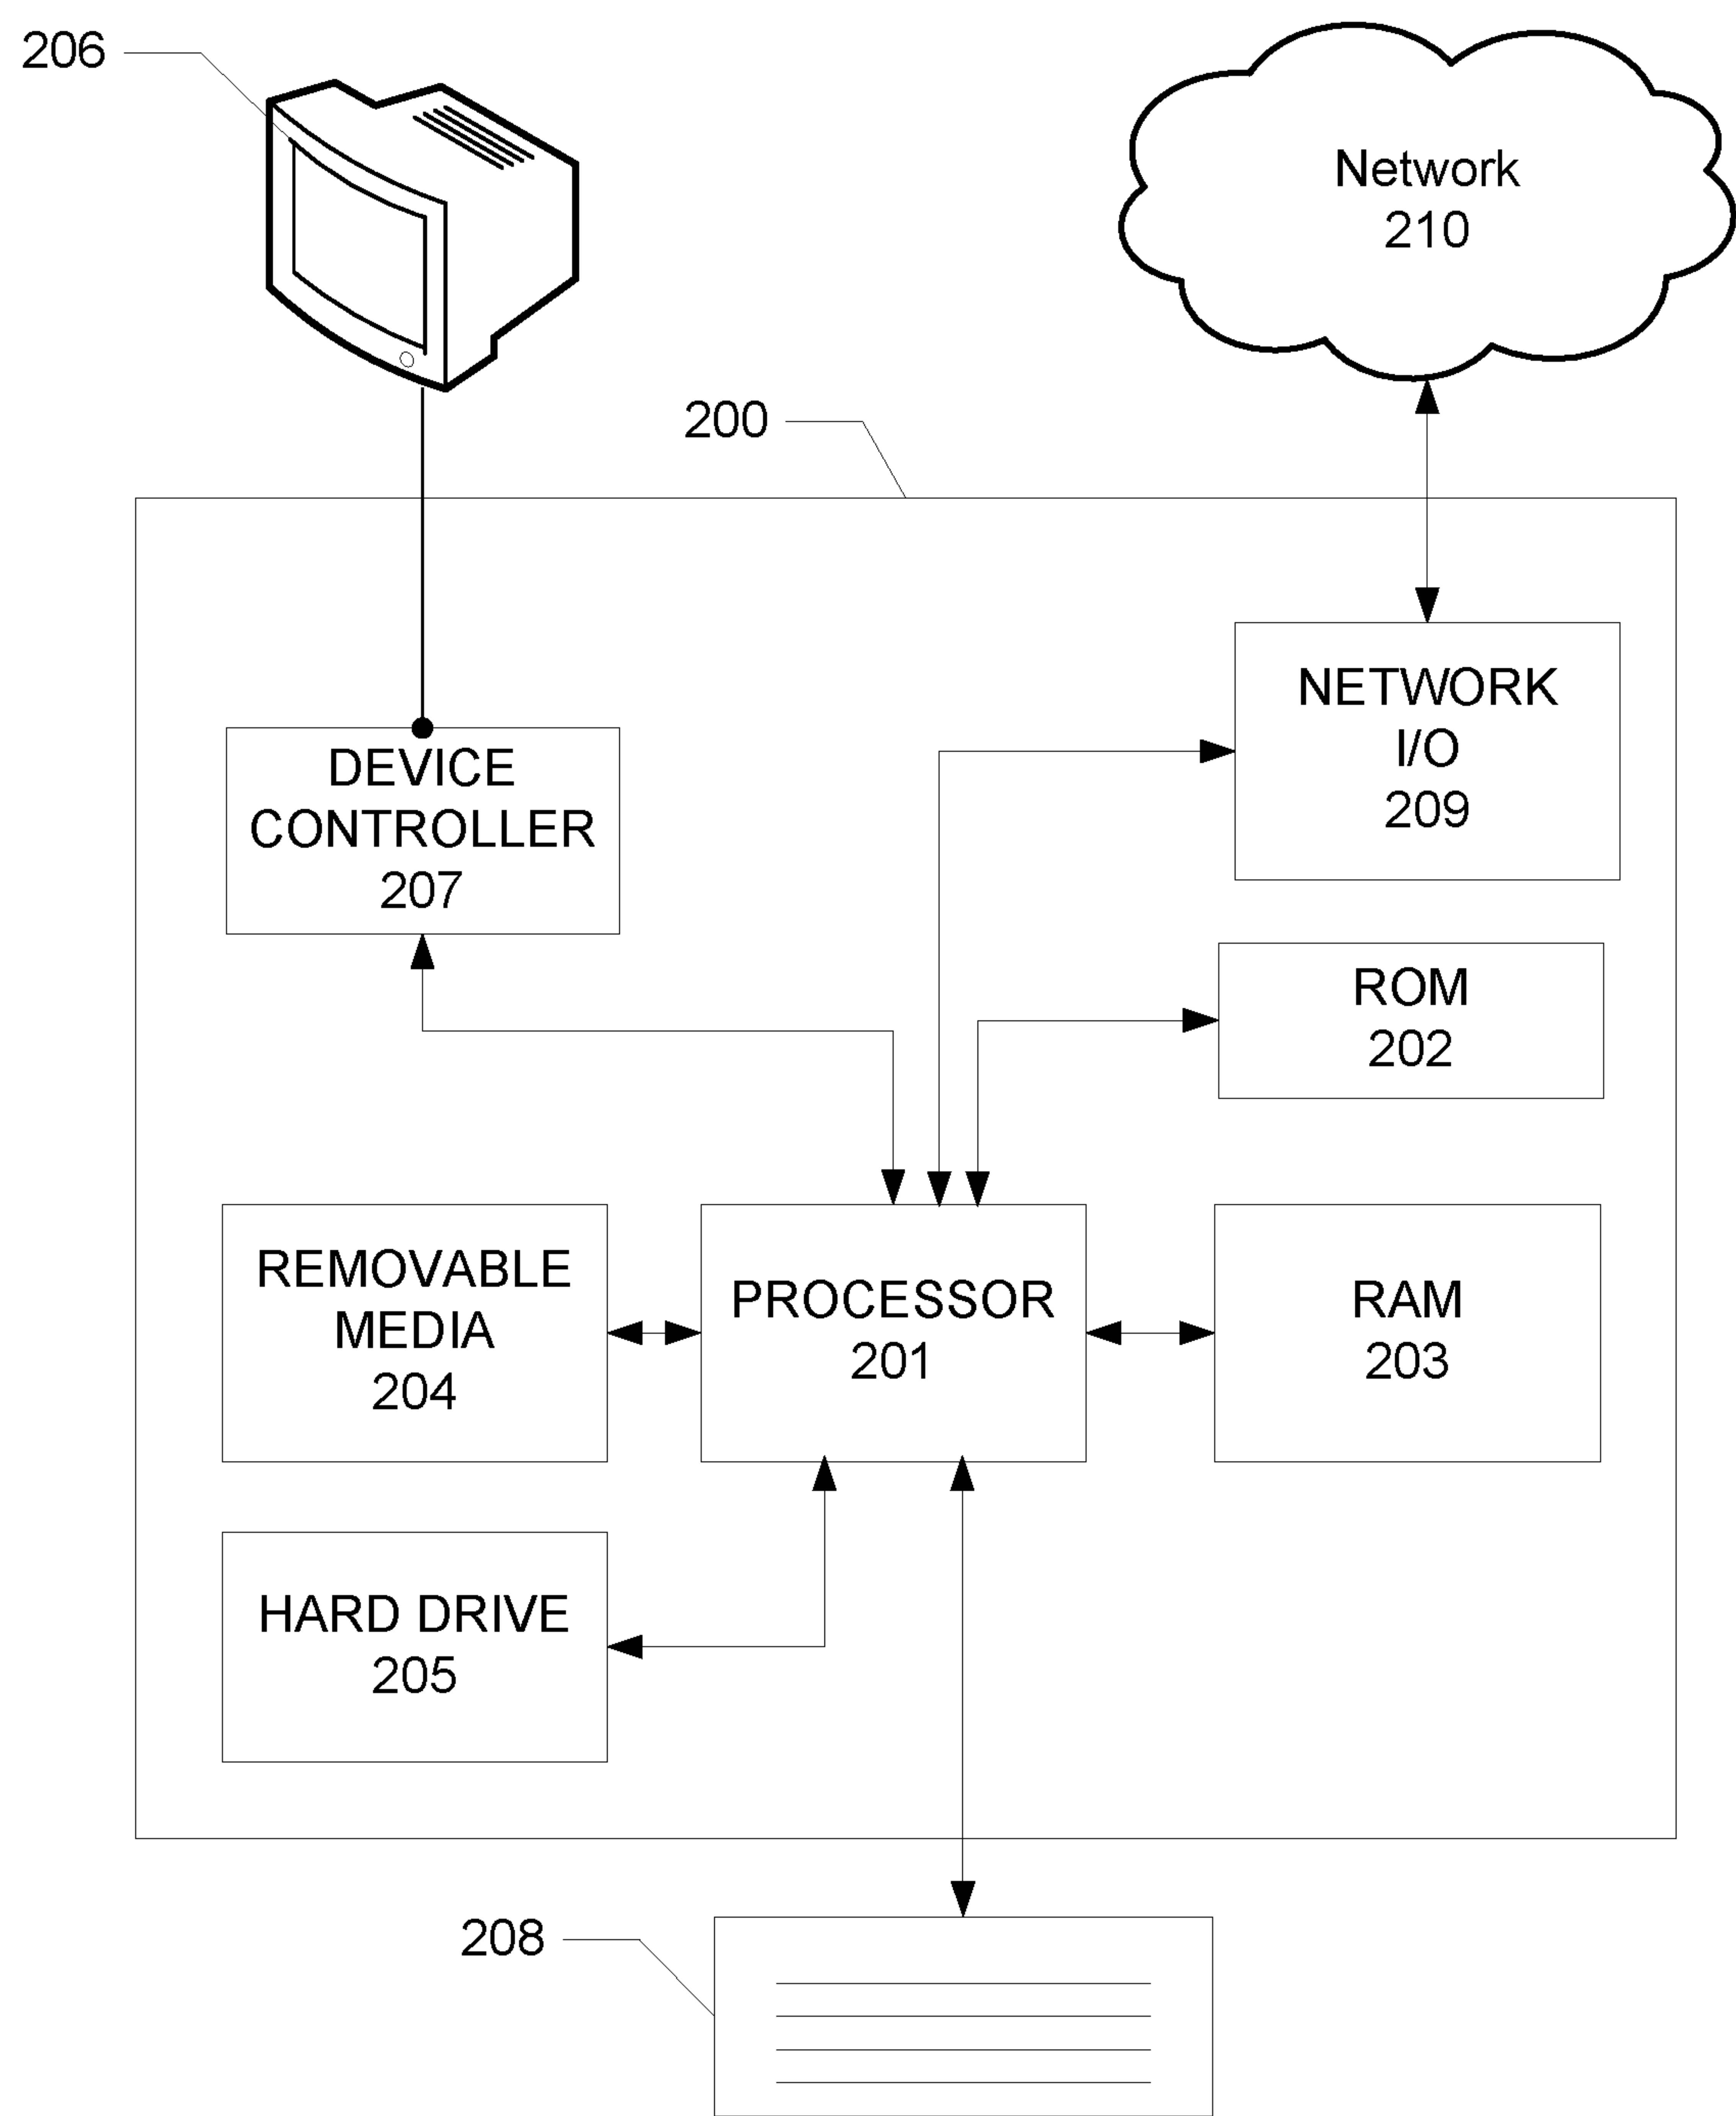 206
Network
210
200
NETWORK
I/O
209
DEVICE
CONTROLLER
207
ROM
202
REMOVABLE
MEDIA
204
PROCESSOR
201
RAM
203
HARD DRIVE
205
208